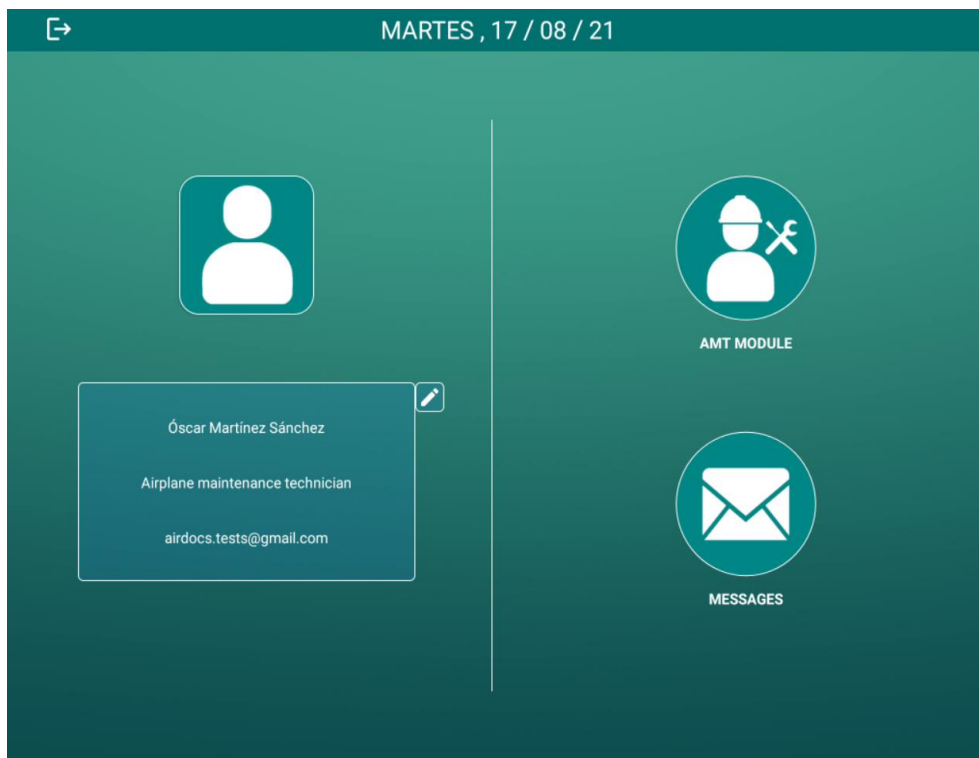 MARTES , 17 / 08 / 21
Óscar Martínez Sánchez
Airplane maintenance technician
airdocs.tests@gmail.com
AMT MODULE
MESSAGES